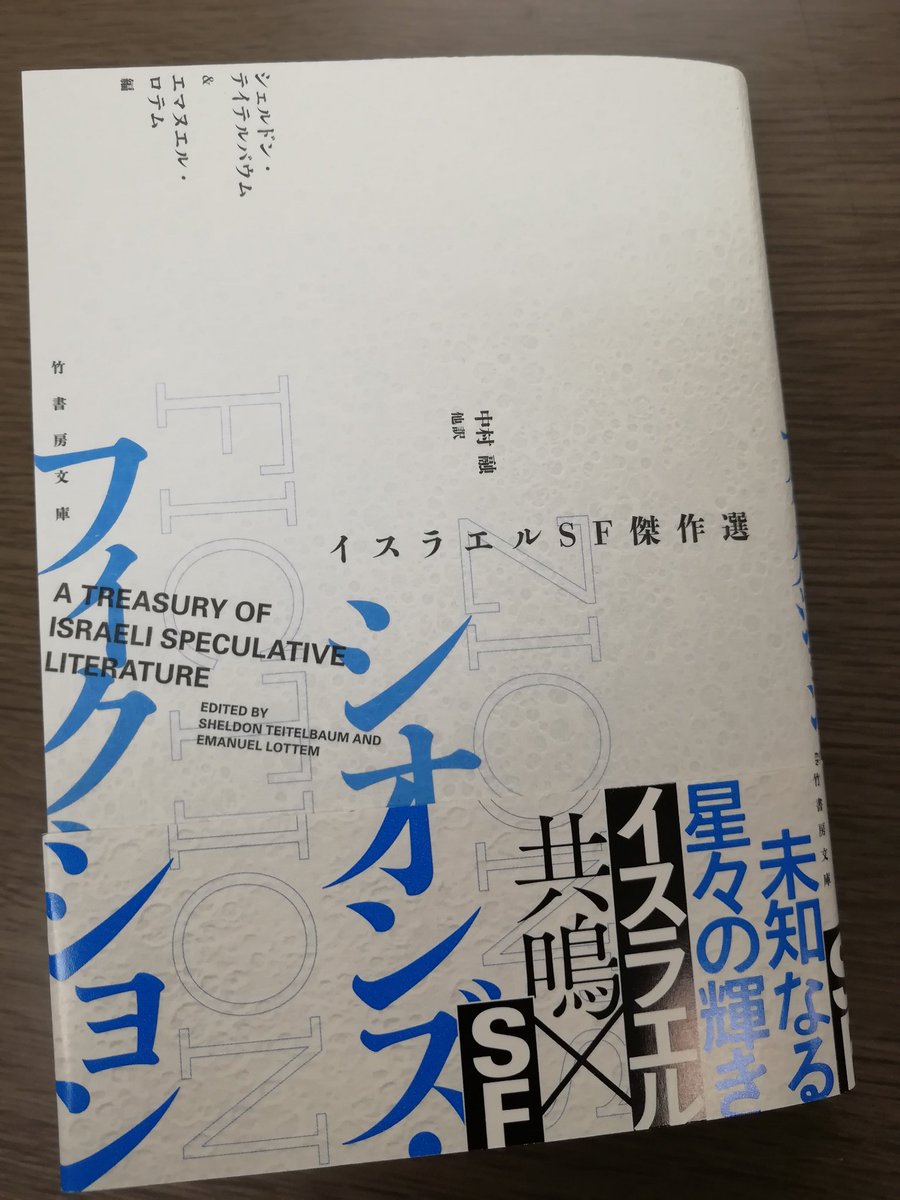 シェルドン・
テイテルバウム
&
エマヌエル・
ロテム
編
竹書房文庫
中村 融
他訳
イスラエルSF傑作選
シオンズ・
フィクション
ZION'S
FICTION
A TREASURY OF
ISRAELI SPECULATIVE
LITERATURE
EDITED BY
SHELDON TEITELBAUM AND
EMANUEL LOTTEM
未知なる
星々の輝き
イスラエル
×
SF
共鳴
竹書房文庫